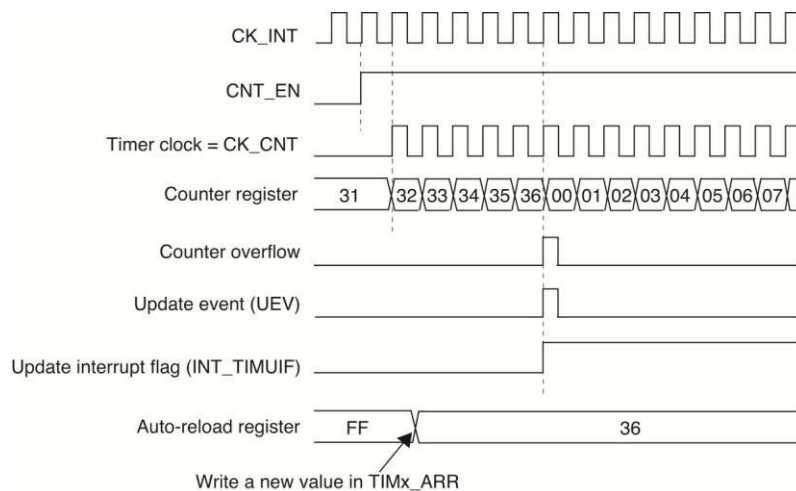 CK_INT
CNT_EN
Timer clock = CK_CNT
Counter register 31 32 33 34 35 36 00 01 02 03 04 05 06 07
Counter overflow
Update event (UEV)
Update interrupt flag (INT_TIMUIF)
Auto-reload register FF 36
Write a new value in TIMx_ARR